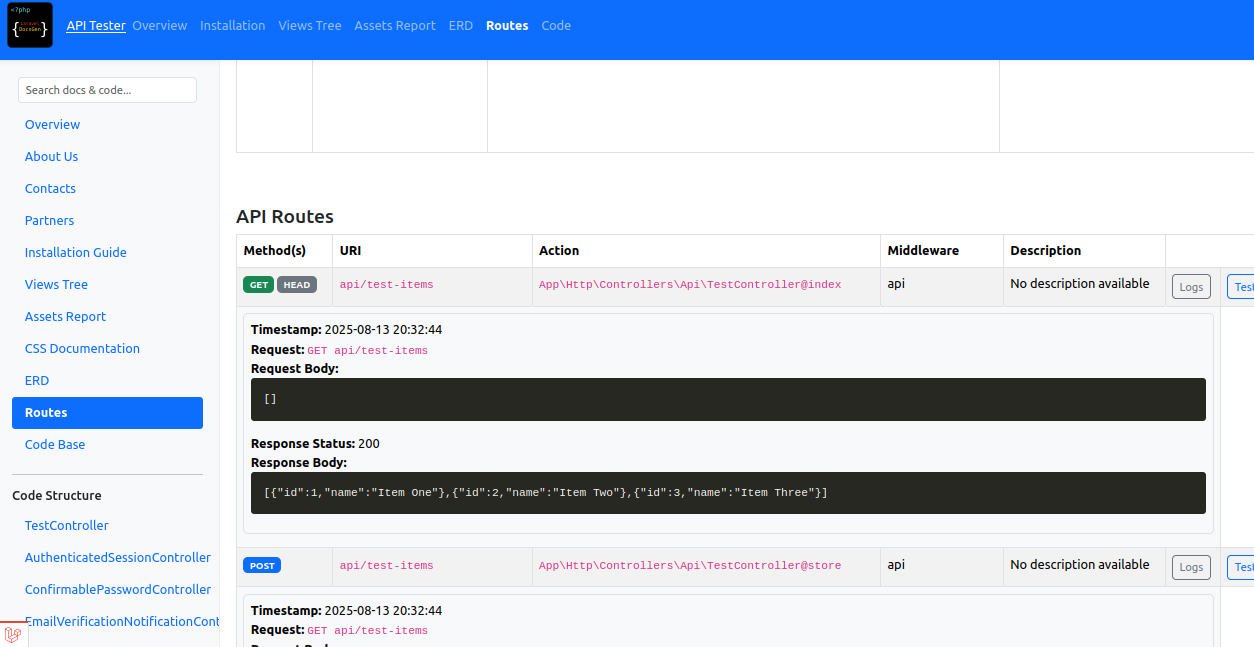 <?php
Laravel
{DocsGen}
API Tester Overview Installation Views Tree Assets Report ERD Routes Code
Search docs & code...
Overview
About Us
Contacts
Partners
Installation Guide
Views Tree
Assets Report
CSS Documentation
ERD
Routes
Code Base
Code Structure
TestController
AuthenticatedSessionController
ConfirmablePasswordController
EmailVerificationNotificationCont
API Routes
Method(s) URI Action Middleware Description
GET HEAD api/test-items App\Http\Controllers\Api\TestController@index api No description available Logs Test
Timestamp: 2025-08-13 20:32:44
Request: GET api/test-items
Request Body:
[]
Response Status: 200
Response Body:
[{"id":1,"name":"Item One"},{"id":2,"name":"Item Two"},{"id":3,"name":"Item Three"}]
POST api/test-items App\Http\Controllers\Api\TestController@store api No description available Logs Test
Timestamp: 2025-08-13 20:32:44
Request: GET api/test-items
Request Body: